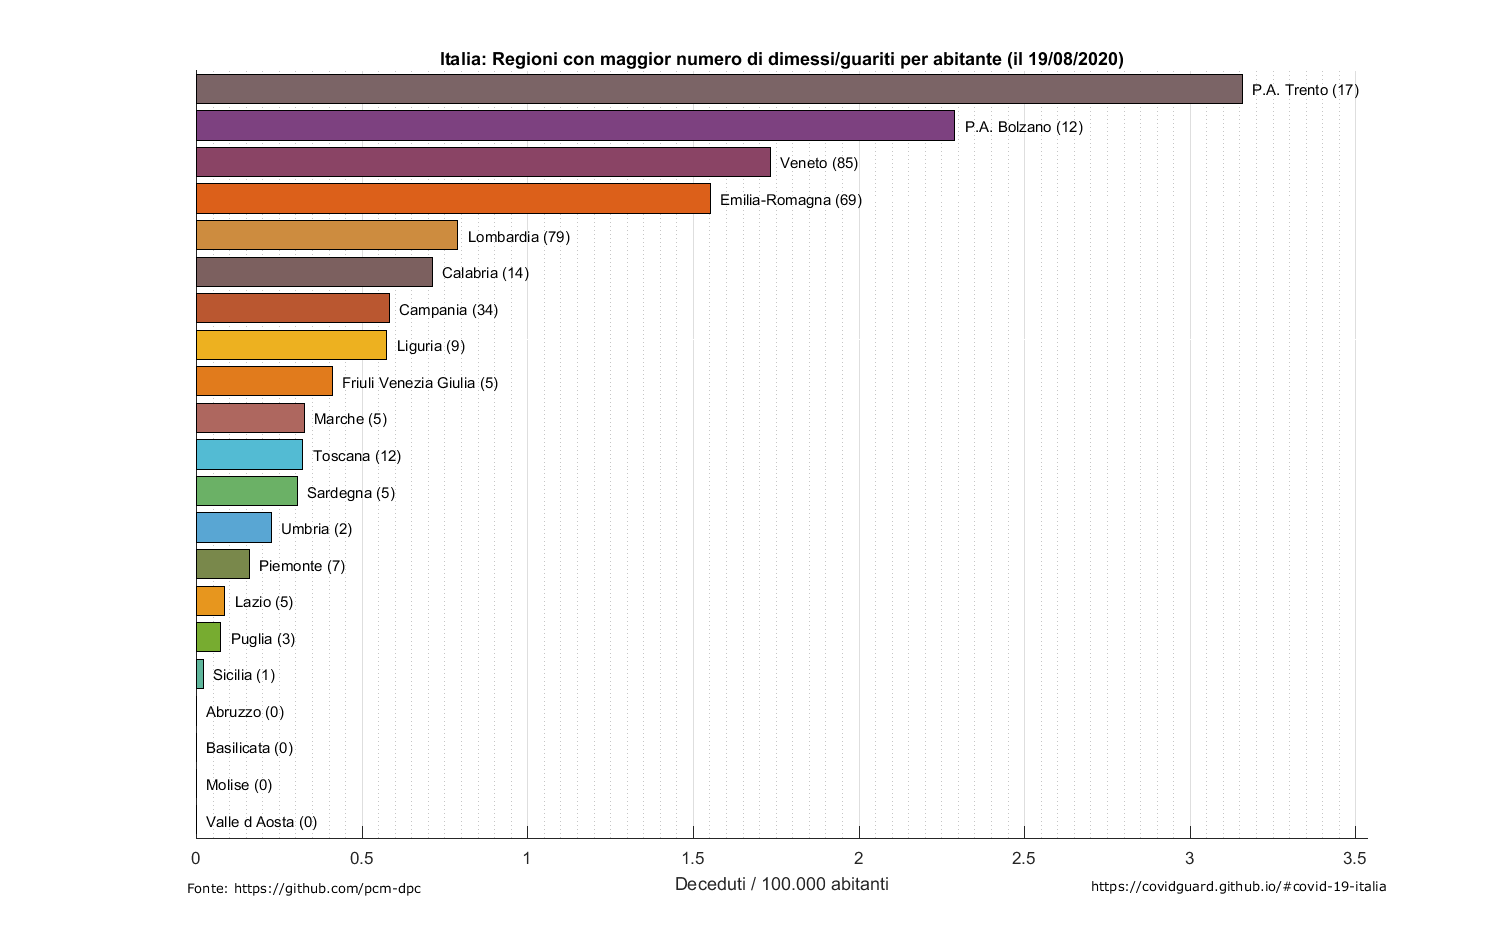 Italia: Regioni con maggior numero di dimessi/guariti per abitante (il 19/08/2020)
P.A. Trento (17)
P.A. Bolzano (12)
Veneto (85)
Emilia-Romagna (69)
Lombardia (79)
Calabria (14)
Campania (34)
Liguria (9)
Friuli Venezia Giulia (5)
Marche (5)
Toscana (12)
Sardegna (5)
Umbria (2)
Piemonte (7)
Lazio (5)
Puglia (3)
Sicilia (1)
Abruzzo (0)
Basilicata (0)
Molise (0)
Valle d Aosta (0)
0 0.5 1 1.5 2 2.5 3 3.5
Deceduti / 100.000 abitanti
Fonte: https://github.com/pcm-dpc
https://covidguard.github.io/#covid-19-italia